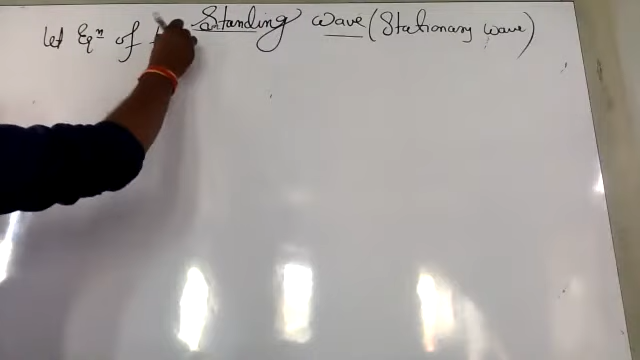 Standing wave (Stationary wave)
let Eqⁿ of